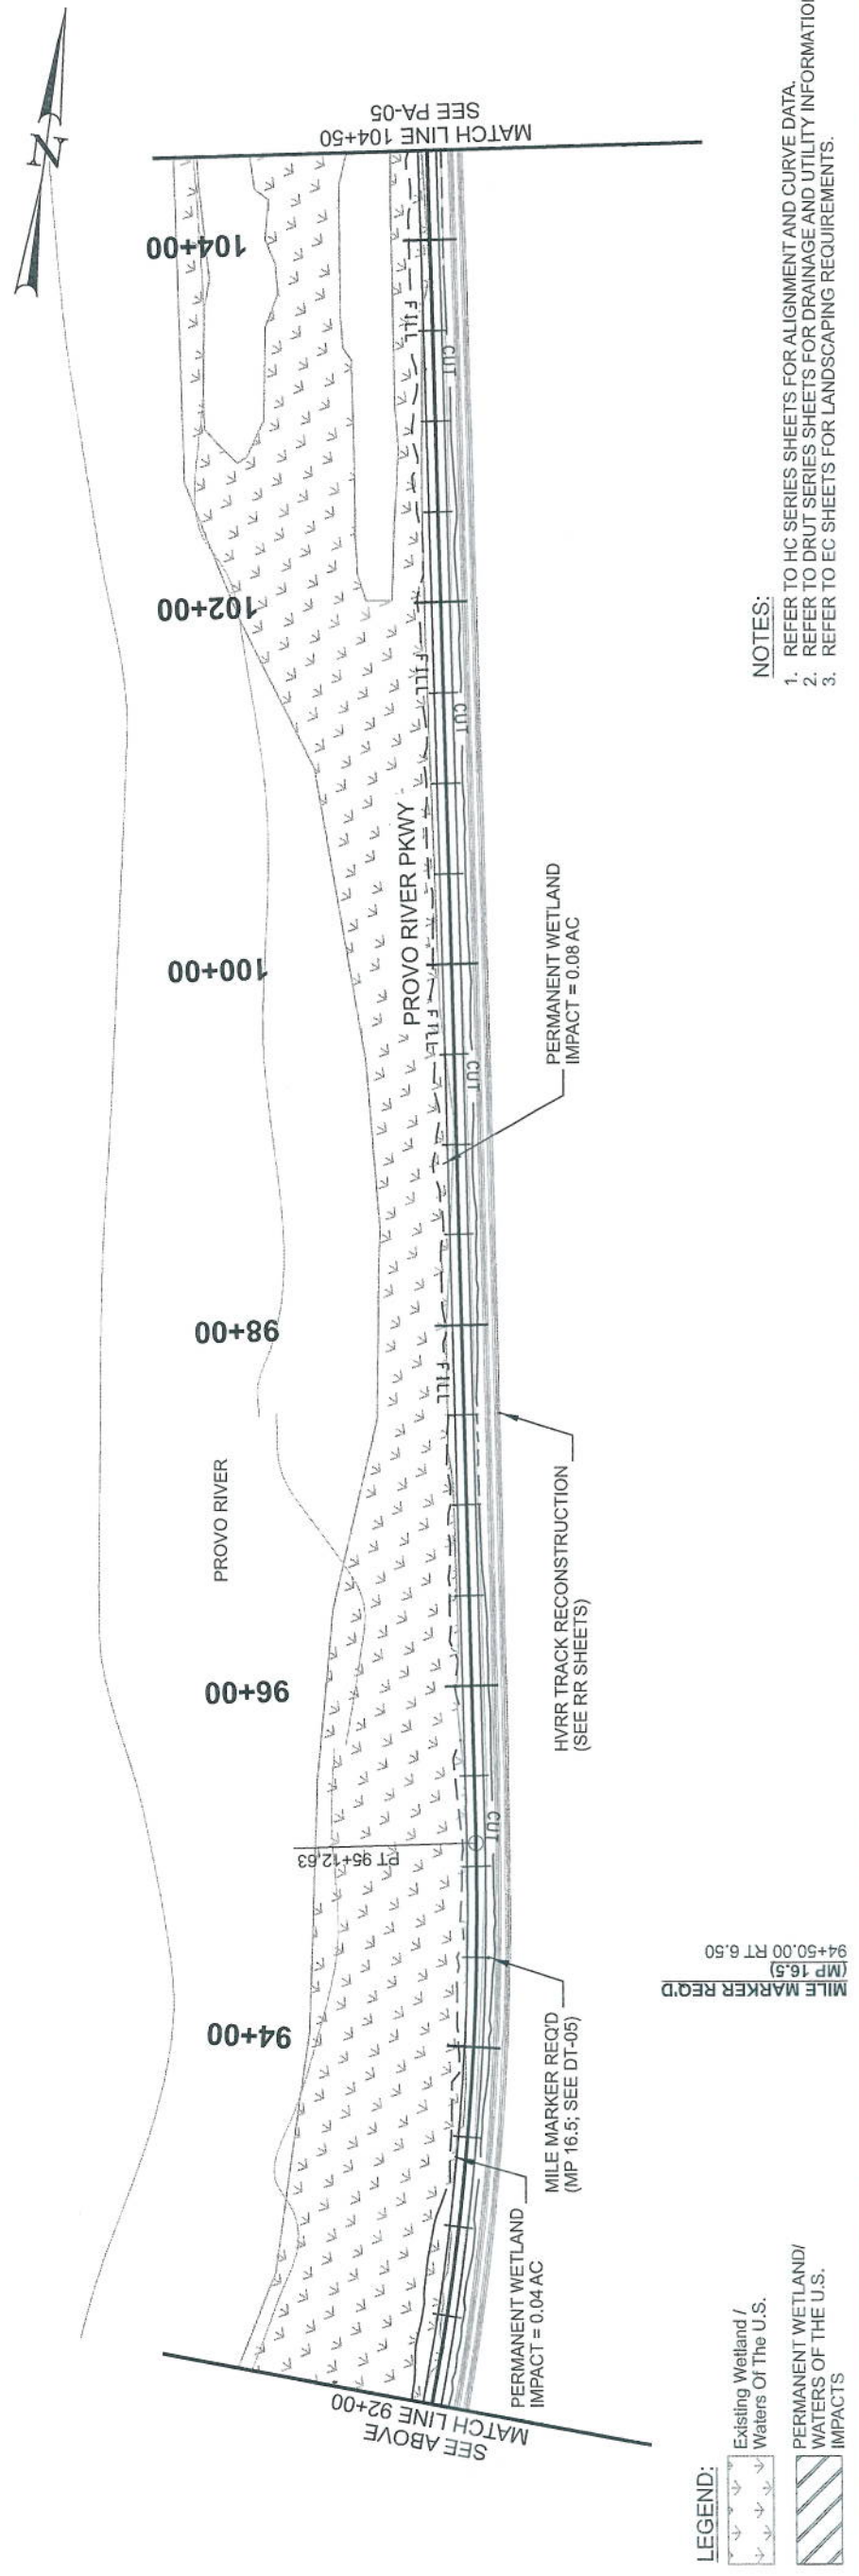 N
MATCH LINE 104+50
SEE PA-05
104+00
102+00
100+00
98+00
96+00
94+00
FILL
CUT
FILL
CUT
PROVO RIVER PKWY
FILL
CUT
FILL
CUT
PROVO RIVER
PT 95+12.63
PERMANENT WETLAND
IMPACT = 0.08 AC
HVRR TRACK RECONSTRUCTION
(SEE RR SHEETS)
MILE MARKER REQ'D
(MP 16.5; SEE DT-05)
PERMANENT WETLAND
IMPACT = 0.04 AC
MATCH LINE 92+00
SEE ABOVE
MILE MARKER REQ'D
(MP 16.5)
94+50.00 RT 6.50
NOTES:
1. REFER TO HC SERIES SHEETS FOR ALIGNMENT AND CURVE DATA.
2. REFER TO DRUT SERIES SHEETS FOR DRAINAGE AND UTILITY INFORMATION
3. REFER TO EC SHEETS FOR LANDSCAPING REQUIREMENTS.
LEGEND:
Existing Wetland /
Waters Of The U.S.
PERMANENT WETLAND/
WATERS OF THE U.S.
IMPACTS